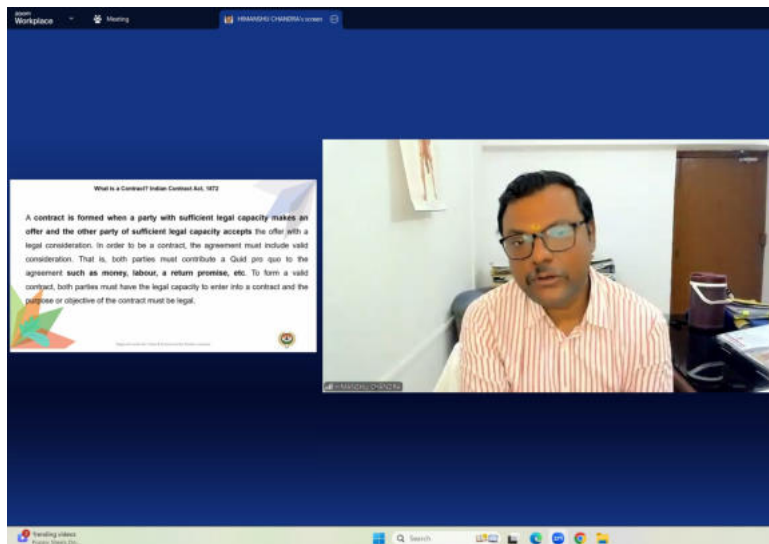 zoom
Workplace
Meeting
HIMANSHU CHANDRA's screen
What is a Contract? Indian Contract Act, 1872
A contract is formed when a party with sufficient legal capacity makes an
offer and the other party of sufficient legal capacity accepts the offer with a
legal consideration. In order to be a contract, the agreement must include valid
consideration. That is, both parties must contribute a Quid pro quo to the
agreement such as money, labour, a return promise, etc. To form a valid
contract, both parties must have the legal capacity to enter into a contract and the
purpose or objective of the contract must be legal.
HIMANSHU CHANDRA
Trending videos
Search